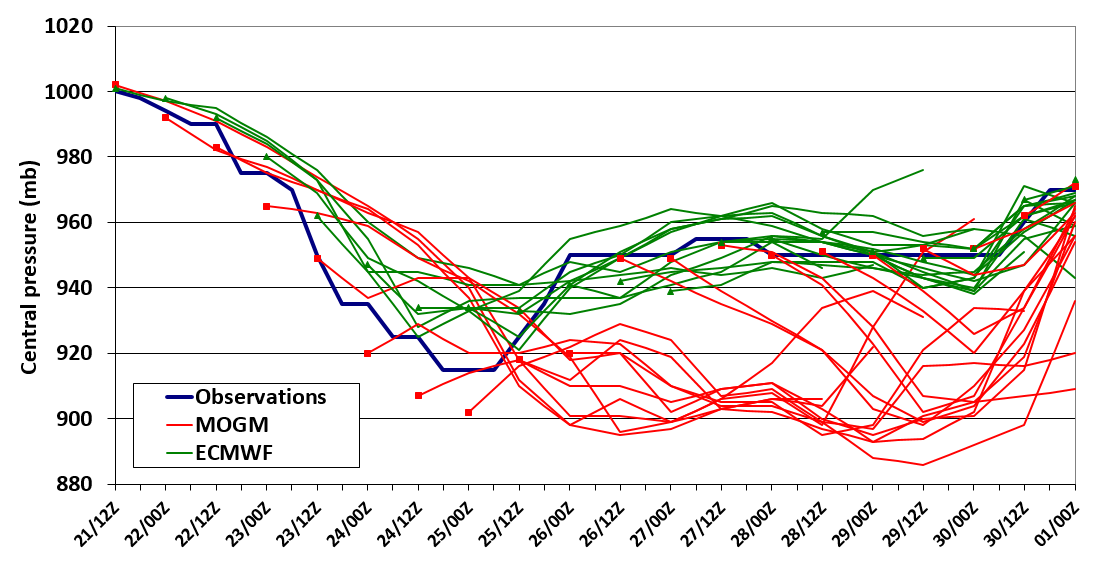 Central pressure (mb)
1020
1000
980
960
940
920
900
880
Observations
MOGM
ECMWF
21/12Z
22/00Z
22/12Z
23/00Z
23/12Z
24/00Z
24/12Z
25/00Z
25/12Z
26/00Z
26/12Z
27/00Z
27/12Z
28/00Z
28/12Z
29/00Z
29/12Z
30/00Z
30/12Z
01/00Z